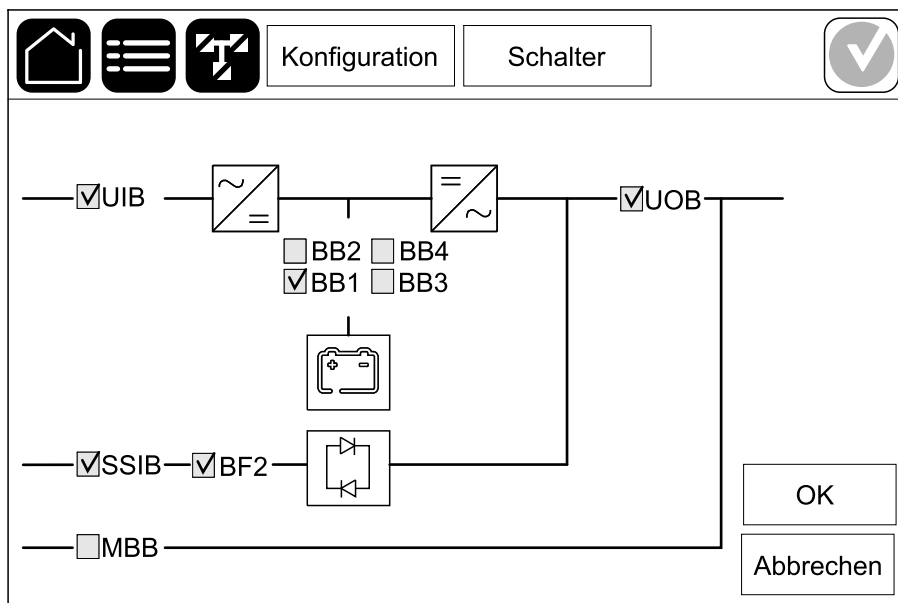 Konfiguration
Schalter
UIB
UOB
BB2 BB4
BB1 BB3
SSIB
BF2
MBB
OK
Abbrechen